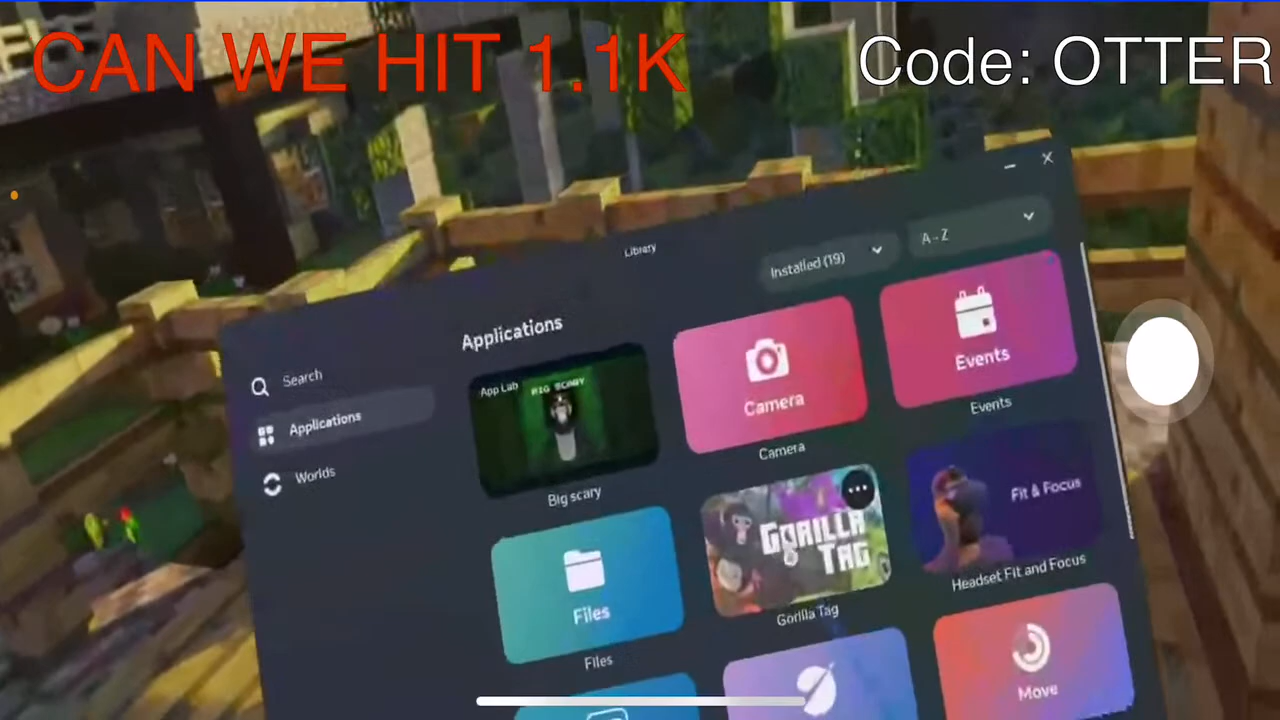 CAN WE HIT 1.1K
Code: OTTER
Library
Installed (19)
A-Z
Applications
Search
Applications
Worlds
App Lab
BIG SCARY
Big scary
Camera
Camera
Events
Events
Files
Files
GORILLA
TAG
Gorilla Tag
Fit & Focus
Headset Fit and Focus
Move